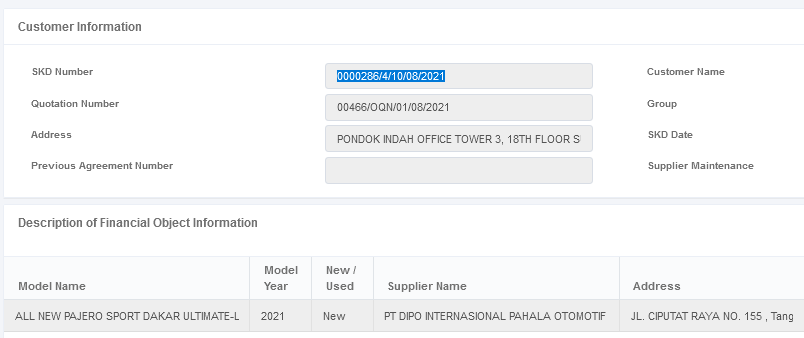 Customer Information
SKD Number 0000286/4/10/08/2021 Customer Name
Quotation Number 00466/OQN/01/08/2021 Group
Address PONDOK INDAH OFFICE TOWER 3, 18TH FLOOR SKD Date
Previous Agreement Number Supplier Maintenance
Description of Financial Object Information
Model Name Model Year New / Used Supplier Name Address
ALL NEW PAJERO SPORT DAKAR ULTIMATE-L 2021 New PT DIPO INTERNASIONAL PAHALA OTOMOTIF JL. CIPUTAT RAYA NO. 155 , Tang